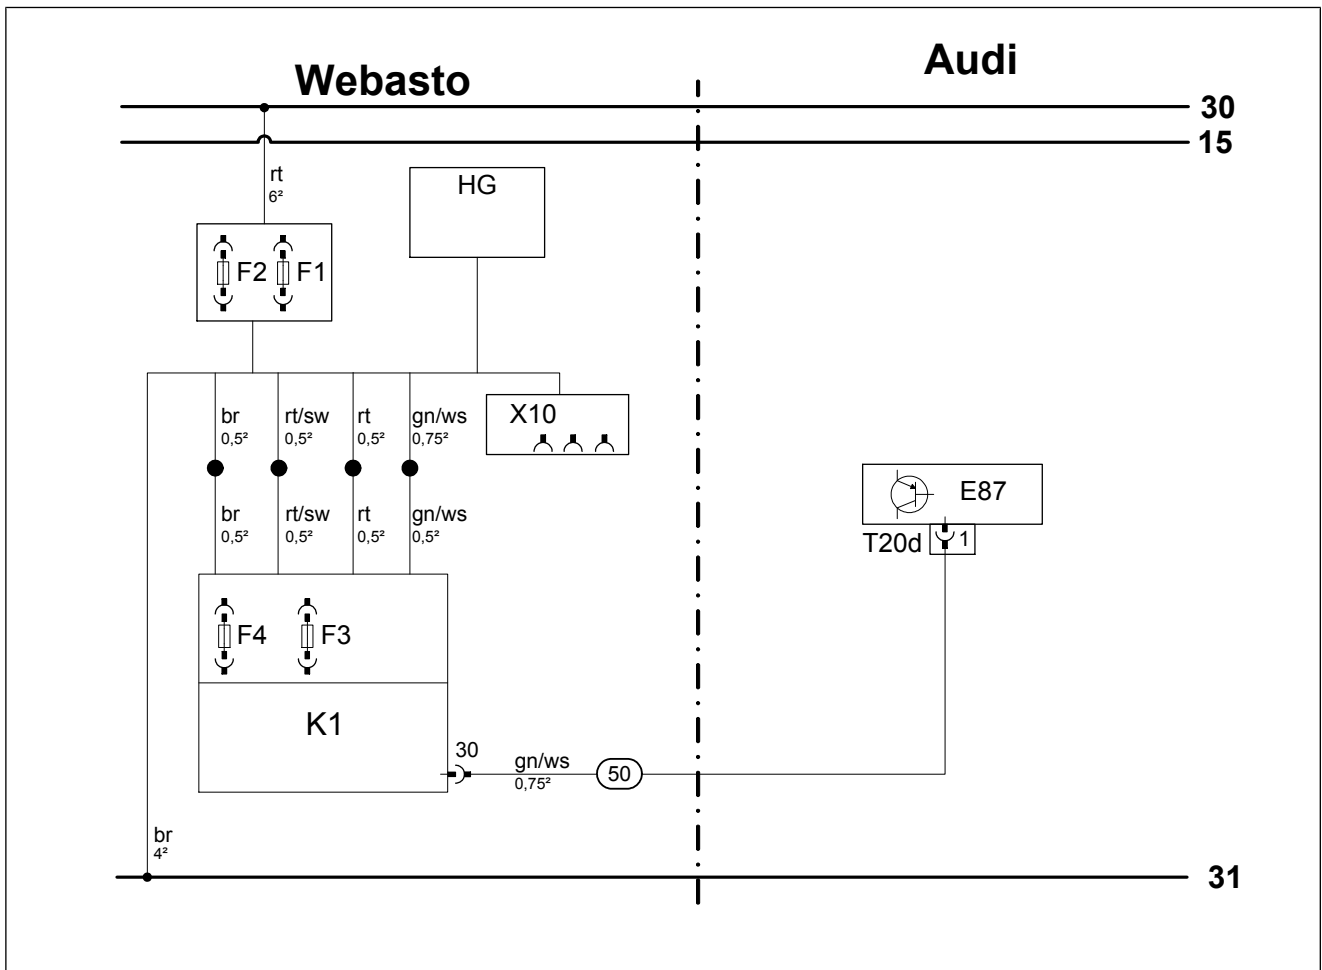 Webasto
Audi
30
15
rt
6²
HG
F2
F1
br
0,5²
rt/sw
0,5²
rt
0,5²
gn/ws
0,75²
X10
br
0,5²
rt/sw
0,5²
rt
0,5²
gn/ws
0,5²
E87
T20d
1
F4
F3
K1
30
gn/ws
0,75²
50
br
4²
31